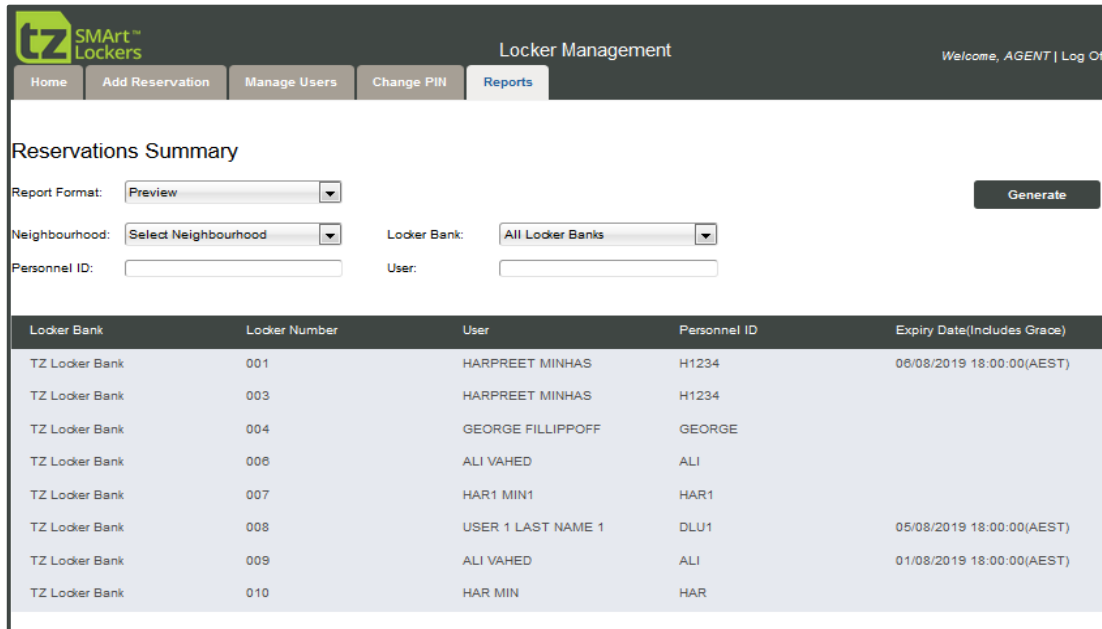 tz SMArt™
Lockers
Locker Management
Welcome, AGENT | Log Of
Home Add Reservation Manage Users Change PIN Reports
Reservations Summary
Report Format: Preview Generate
Neighbourhood: Select Neighbourhood Locker Bank: All Locker Banks
Personnel ID: User:
Locker Bank Locker Number User Personnel ID Expiry Date(Includes Grace)
TZ Locker Bank 001 HARPREET MINHAS H1234 06/08/2019 18:00:00(AEST)
TZ Locker Bank 003 HARPREET MINHAS H1234
TZ Locker Bank 004 GEORGE FILLIPPOFF GEORGE
TZ Locker Bank 006 ALI VAHED ALI
TZ Locker Bank 007 HAR1 MIN1 HAR1
TZ Locker Bank 008 USER 1 LAST NAME 1 DLU1 05/08/2019 18:00:00(AEST)
TZ Locker Bank 009 ALI VAHED ALI 01/08/2019 18:00:00(AEST)
TZ Locker Bank 010 HAR MIN HAR